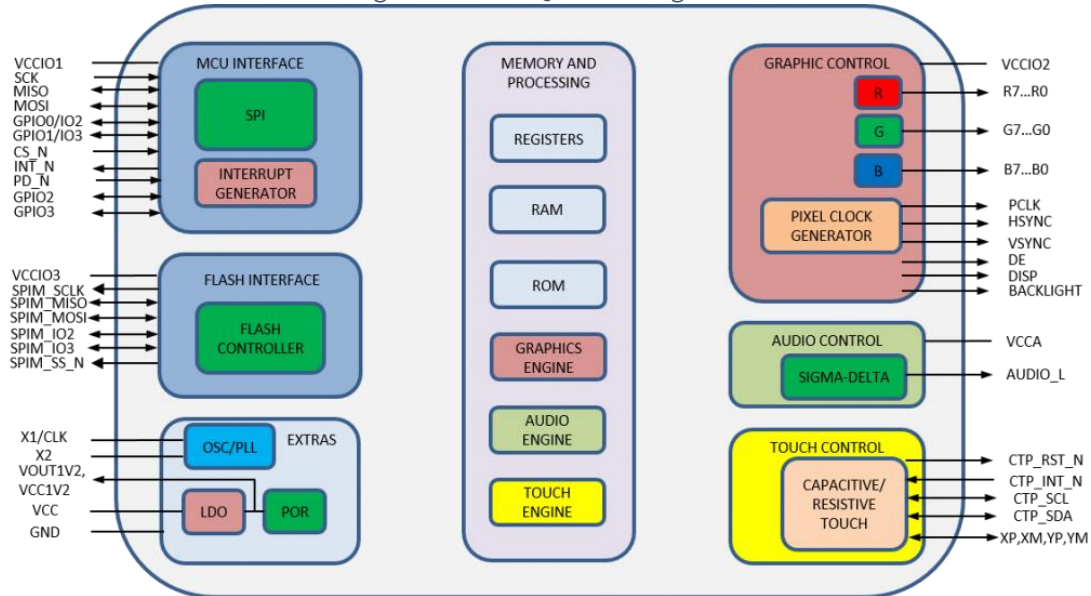 VCCIO1
SCK
MISO
MOSI
GPIO0/IO2
GPIO1/IO3
CS_N
INT_N
PD_N
GPIO2
GPIO3
MCU INTERFACE
SPI
INTERRUPT
GENERATOR
VCCIO3
SPIM_SCLK
SPIM_MISO
SPIM_MOSI
SPIM_IO2
SPIM_IO3
SPIM_SS_N
FLASH INTERFACE
FLASH
CONTROLLER
X1/CLK
X2
VOUT1V2,
VCC1V2
VCC
GND
OSC/PLL
EXTRAS
LDO
POR
MEMORY AND
PROCESSING
REGISTERS
RAM
ROM
GRAPHICS
ENGINE
AUDIO
ENGINE
TOUCH
ENGINE
GRAPHIC CONTROL
R
G
B
PIXEL CLOCK
GENERATOR
VCCIO2
R7...R0
G7...G0
B7...B0
PCLK
HSYNC
VSYNC
DE
DISP
BACKLIGHT
AUDIO CONTROL
SIGMA-DELTA
VCCA
AUDIO_L
TOUCH CONTROL
CAPACITIVE/
RESISTIVE
TOUCH
CTP_RST_N
CTP_INT_N
CTP_SCL
CTP_SDA
XP,XM,YP,YM